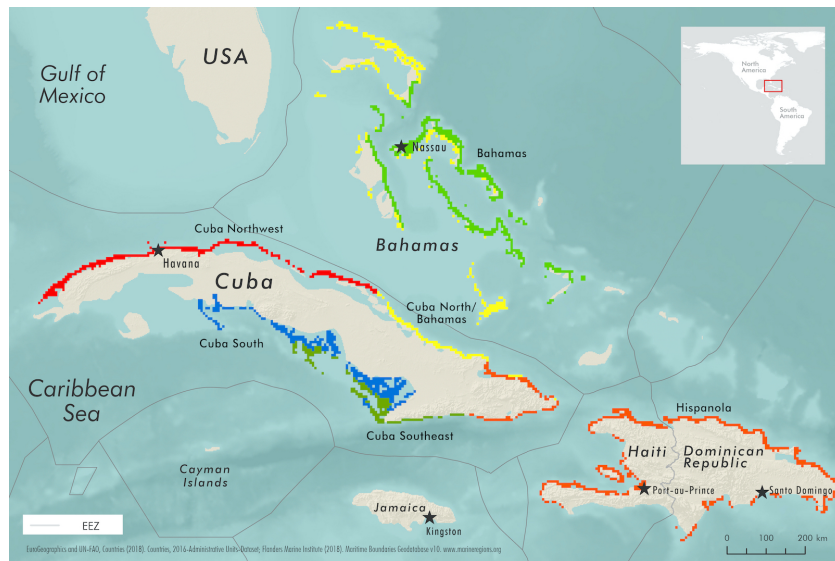 USA
Gulf of
Mexico
North
America
South
America
Nassau
Bahamas
Bahamas
Cuba Northwest
Havana
Cuba
Cuba North/
Bahamas
Cuba South
Caribbean
Sea
Cuba Southeast
Hispanola
Haiti
Dominican
Republic
Cayman
Islands
Port-au-Prince
Santo Domingo
Jamaica
Kingston
EEZ
0 100 200 km
EuroGeographics and UN-FAO, Countries (2018). Countries, 2016-Administrative Units-Dataset; Flanders Marine Institute (2018). Maritime Boundaries Geodatabase v10. www.marineregions.org